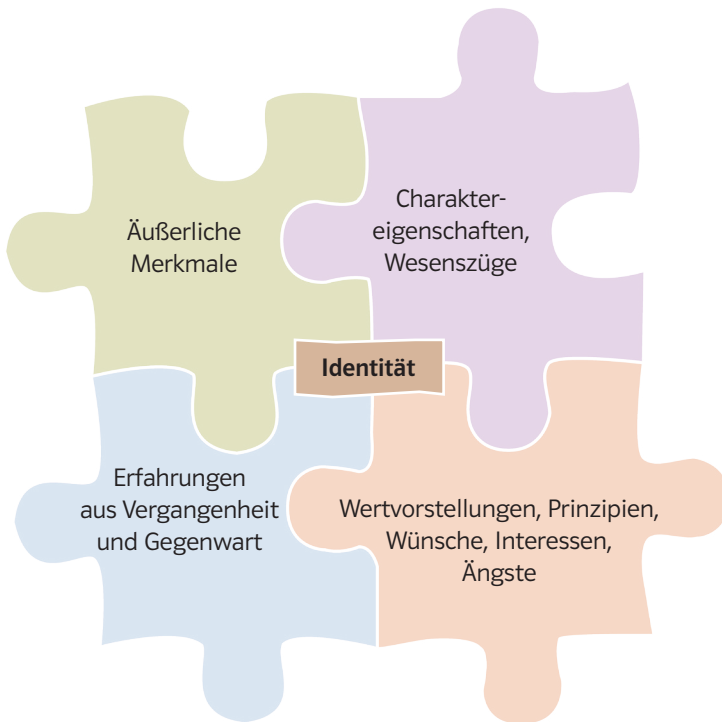 Äußerliche
Merkmale
Charakter-
eigenschaften,
Wesenszüge
Identität
Erfahrungen
aus Vergangenheit
und Gegenwart
Wertvorstellungen, Prinzipien,
Wünsche, Interessen,
Ängste